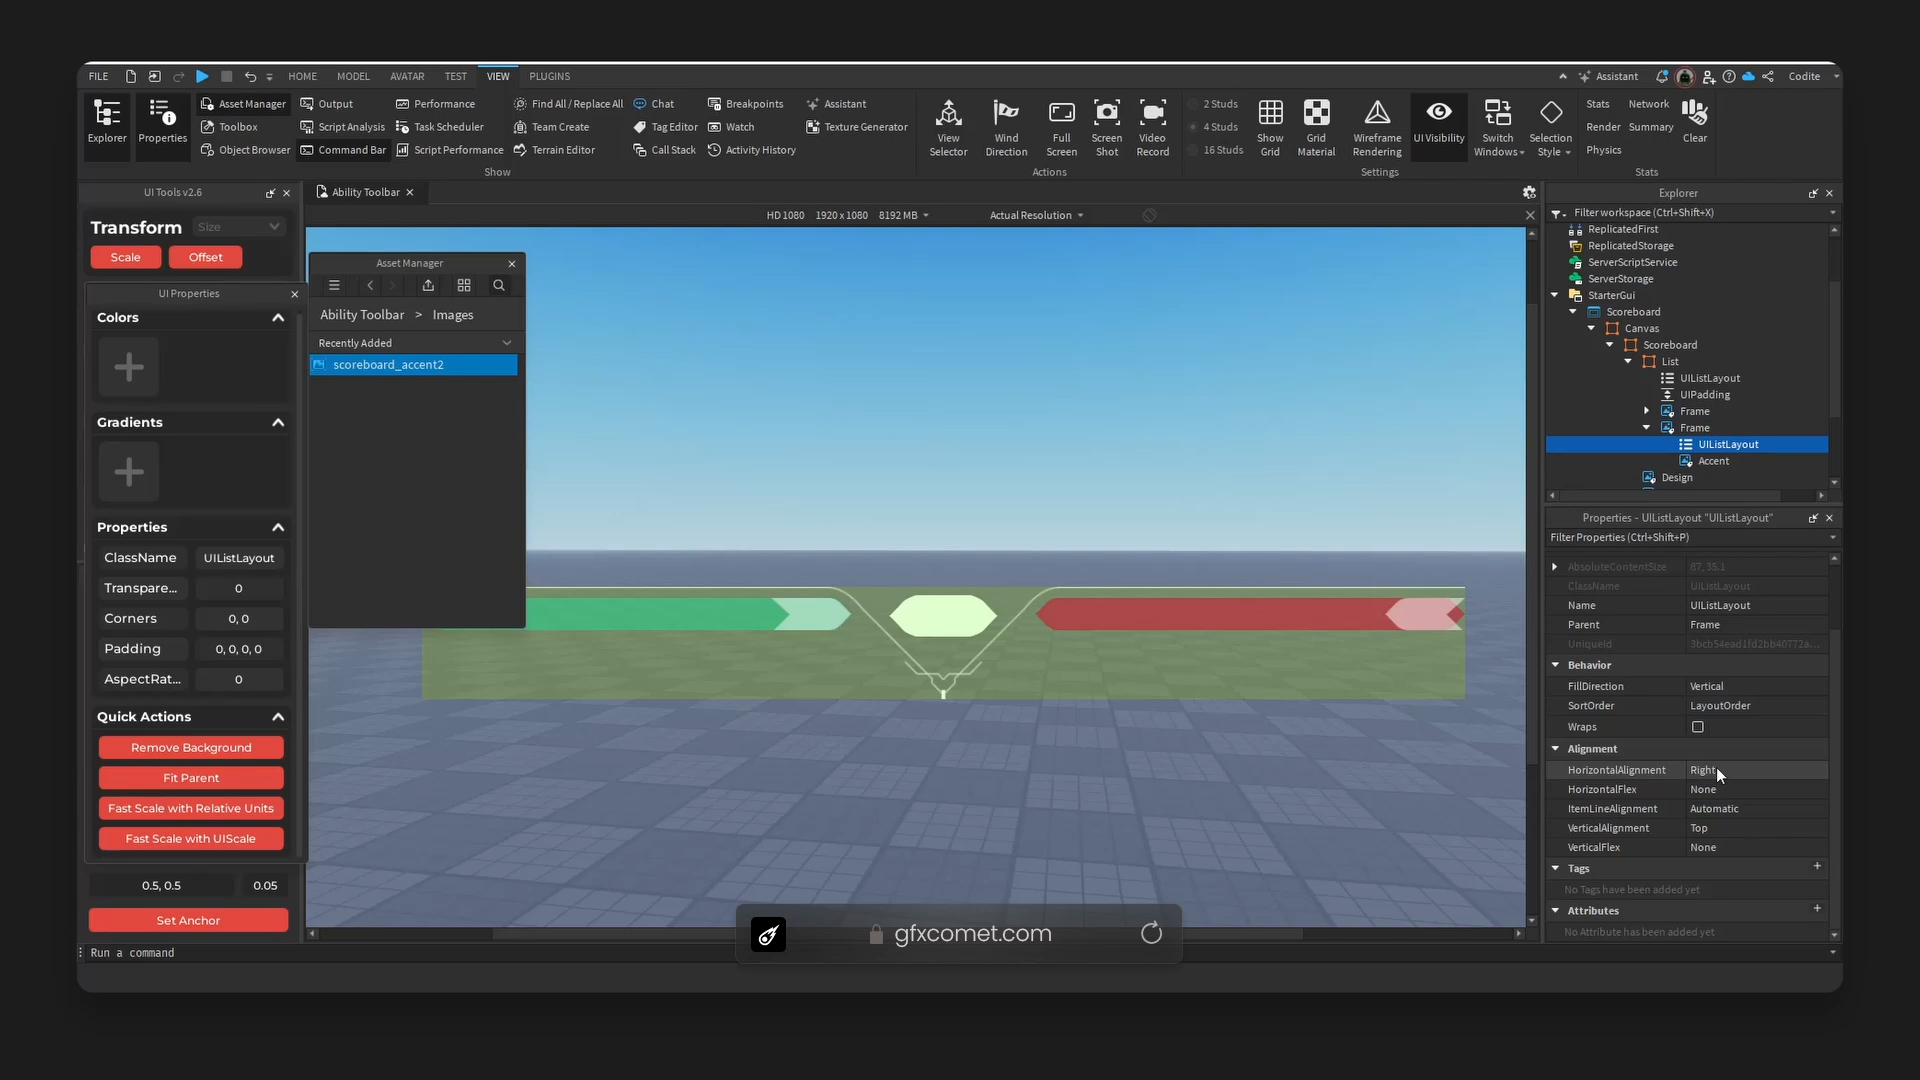 FILE HOME MODEL AVATAR TEST VIEW PLUGINS Assistant Codite
Explorer
Properties
Asset Manager
Toolbox
Object Browser
Output
Script Analysis
Command Bar
Performance
Task Scheduler
Script Performance
Find All / Replace All
Team Create
Terrain Editor
Chat
Tag Editor
Call Stack
Breakpoints
Watch
Activity History
Assistant
Texture Generator
Show
View
Selector
Wind
Direction
Full
Screen
Screen
Shot
Video
Record
Actions
2 Studs
4 Studs
16 Studs
Show
Grid
Grid
Material
Wireframe
Rendering
UI Visibility
Switch
Windows
Selection
Style
Settings
Stats
Render
Physics
Network
Summary
Clear
Stats
UI Tools v2.6
Transform
Size
Scale
Offset
UI Properties
Colors
Gradients
Properties
ClassName UIListLayout
Transpare... 0
Corners 0, 0
Padding 0, 0, 0, 0
AspectRat... 0
Quick Actions
Remove Background
Fit Parent
Fast Scale with Relative Units
Fast Scale with UIScale
0.5, 0.5 0.05
Set Anchor
Run a command
Ability Toolbar
HD 1080 1920 x 1080 8192 MB Actual Resolution
Asset Manager
Ability Toolbar > Images
Recently Added
scoreboard_accent2
gfxcomet.com
Explorer
Filter workspace (Ctrl+Shift+X)
ReplicatedFirst
ReplicatedStorage
ServerScriptService
ServerStorage
StarterGui
Scoreboard
Canvas
Scoreboard
List
UIListLayout
UIPadding
Frame
Frame
UIListLayout
Accent
Design
Properties - UIListLayout "UIListLayout"
Filter Properties (Ctrl+Shift+P)
AbsoluteContentSize 87, 35.1
ClassName UIListLayout
Name UIListLayout
Parent Frame
UniqueId 3bcb54ead1fd2bb40772a...
Behavior
FillDirection Vertical
SortOrder LayoutOrder
Wraps
Alignment
HorizontalAlignment Right
HorizontalFlex None
ItemLineAlignment Automatic
VerticalAlignment Top
VerticalFlex None
Tags
No Tags have been added yet
Attributes
No Attribute has been added yet